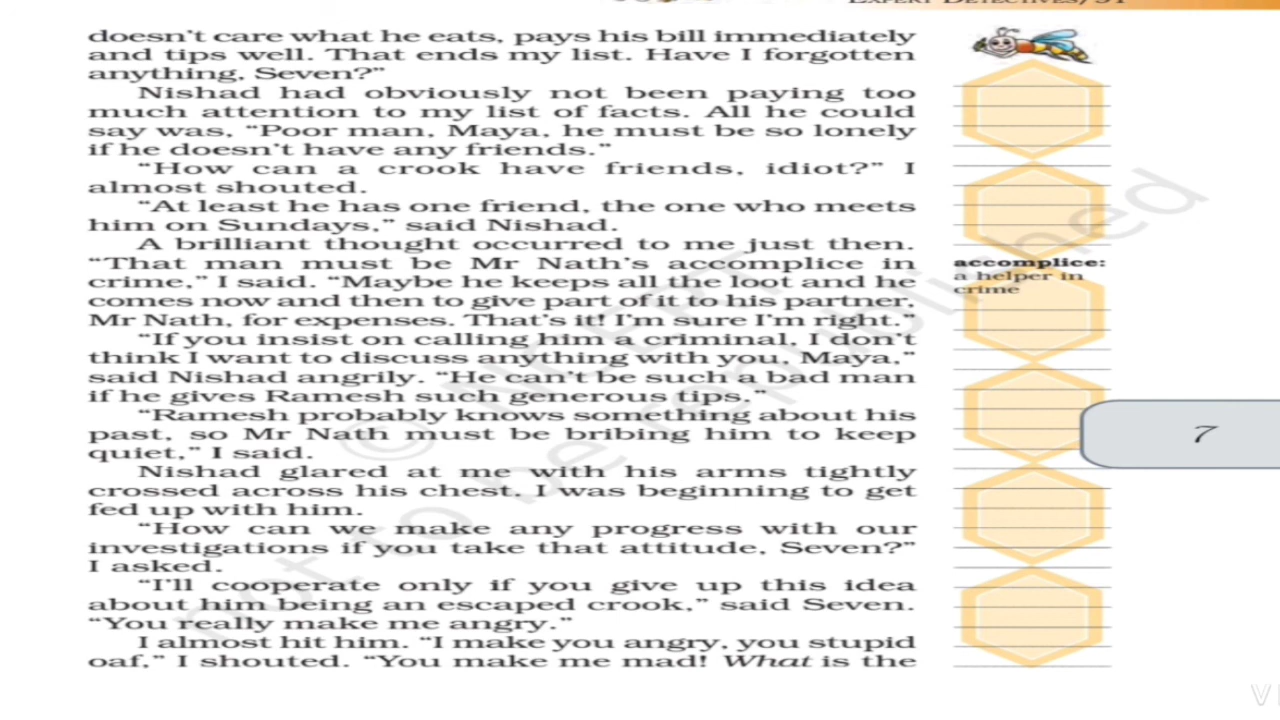 EXPERT DETECTIVES/51
doesn't care what he eats, pays his bill immediately
and tips well. That ends my list. Have I forgotten
anything, Seven?"
Nishad had obviously not been paying too
much attention to my list of facts. All he could
say was, "Poor man, Maya, he must be so lonely
if he doesn't have any friends."
"How can a crook have friends, idiot?" I
almost shouted.
"At least he has one friend, the one who meets
him on Sundays," said Nishad.
A brilliant thought occurred to me just then.
"That man must be Mr Nath's accomplice in
crime," I said. "Maybe he keeps all the loot and he
comes now and then to give part of it to his partner,
Mr Nath, for expenses. That's it! I'm sure I'm right."
"If you insist on calling him a criminal, I don't
think I want to discuss anything with you, Maya,"
said Nishad angrily. "He can't be such a bad man
if he gives Ramesh such generous tips."
"Ramesh probably knows something about his
past, so Mr Nath must be bribing him to keep
quiet," I said.
Nishad glared at me with his arms tightly
crossed across his chest. I was beginning to get
fed up with him.
"How can we make any progress with our
investigations if you take that attitude, Seven?"
I asked.
"I'll cooperate only if you give up this idea
about him being an escaped crook," said Seven.
"You really make me angry."
I almost hit him. "I make you angry, you stupid
oaf," I shouted. "You make me mad! What is the
accomplice:
a helper in
crime
7
© NCERT
not to be republished